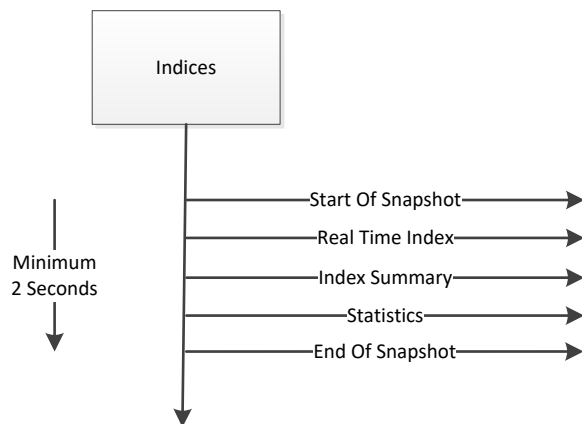 Indices
Start Of Snapshot
Real Time Index
Minimum
2 Seconds
Index Summary
Statistics
End Of Snapshot